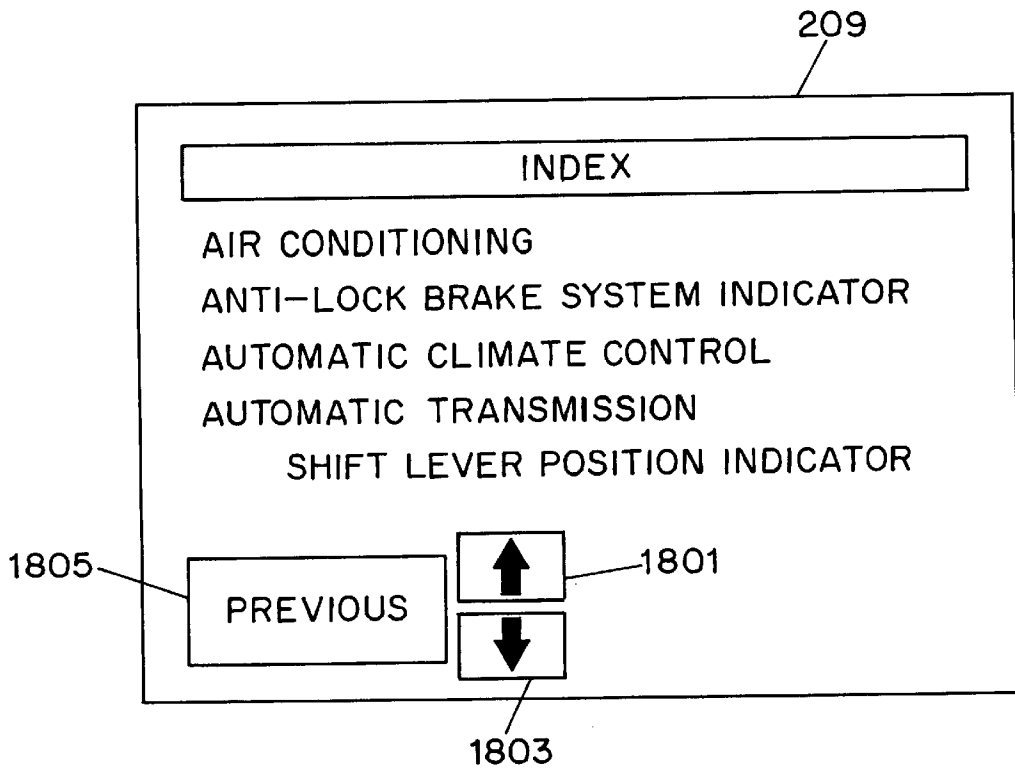 209
INDEX
AIR CONDITIONING
ANTI-LOCK BRAKE SYSTEM INDICATOR
AUTOMATIC CLIMATE CONTROL
AUTOMATIC TRANSMISSION
SHIFT LEVER POSITION INDICATOR
1805
PREVIOUS
1801
1803